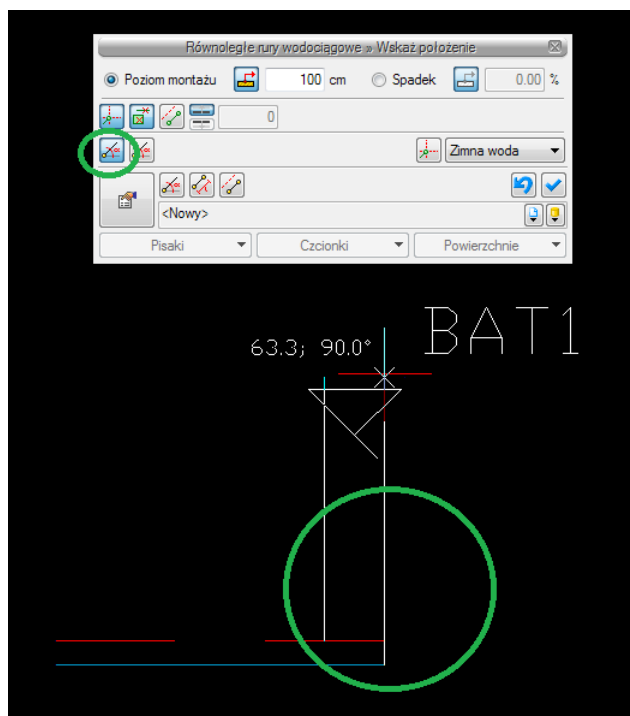 Równoległe rury wodociągowe » Wskaż położenie
Poziom montażu 100 cm Spadek 0.00 %
0
Zimna woda
<Nowy>
Pisaki Czcionki Powierzchnie
BAT1
63.3; 90.0°